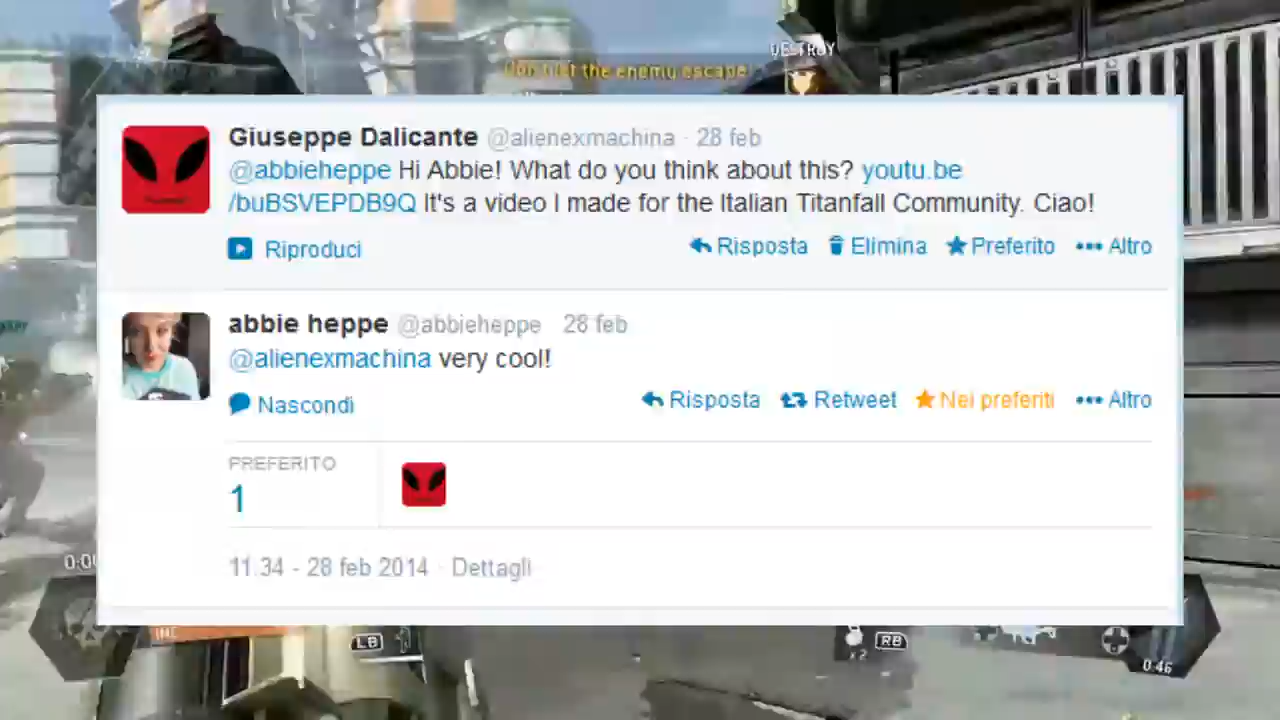 DESTROY
Don't let the enemy escape
Giuseppe Dalicante @alienexmachina · 28 feb
@abbieheppe Hi Abbie! What do you think about this? youtu.be
/buBSVEPDB9Q It's a video I made for the Italian Titanfall Community. Ciao!
Riproduci Risposta Elimina Preferito Altro
abbie heppe @abbieheppe 28 feb
@alienexmachina very cool!
Nascondi Risposta Retweet Nei preferiti Altro
PREFERITO
1
11.34 - 28 feb 2014 · Dettagli
LB
x2 RB
0:46